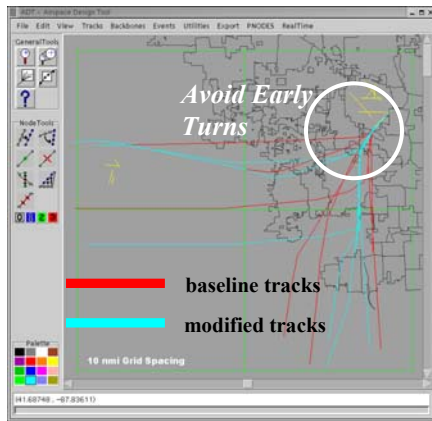 ADT: Airspace Design Tool
File Edit View Tracks Backbones Events Utilities Export PNODES RealTime
GeneralTools
?
Avoid Early
Turns
NodeTools
baseline tracks
modified tracks
Palette
10 nmi Grid Spacing
(41.68748, -87.83611)